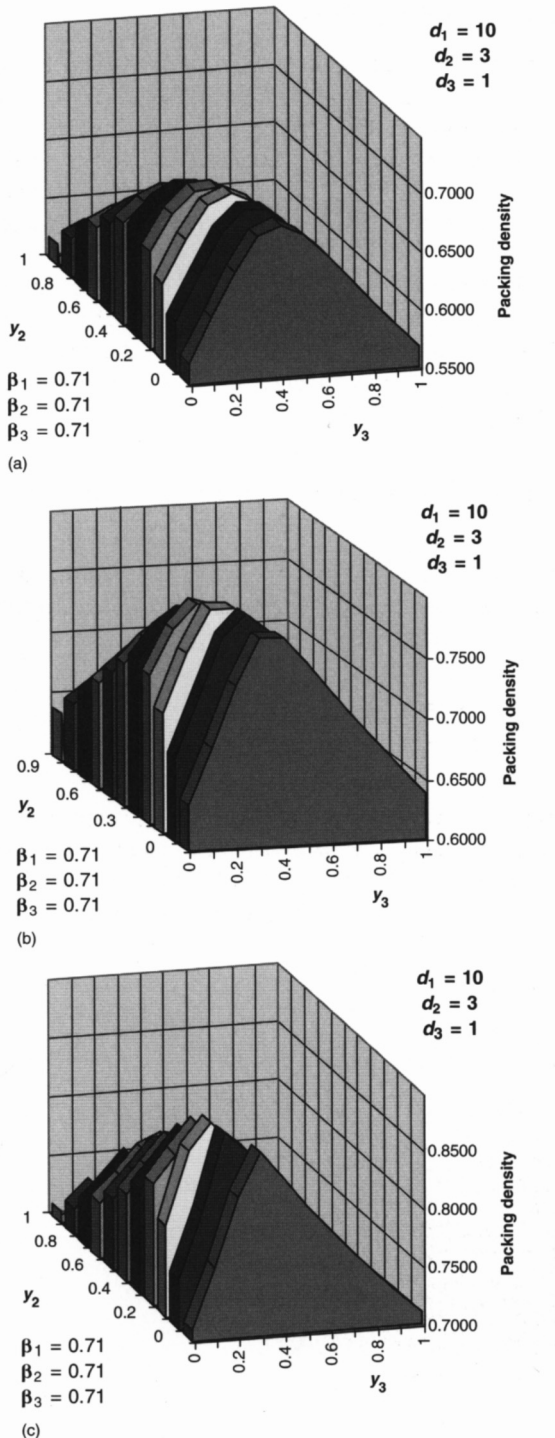 d1 = 10
d2 = 3
d3 = 1
0.7000
0.6500
0.6000
0.5500
Packing density
1
0.8
0.6
0.4
0.2
0
y2
0
0.2
0.4
0.6
0.8
1
y3
β1 = 0.71
β2 = 0.71
β3 = 0.71
(a)
d1 = 10
d2 = 3
d3 = 1
0.7500
0.7000
0.6500
0.6000
Packing density
0.9
0.6
0.3
0
y2
0
0.2
0.4
0.6
0.8
1
y3
β1 = 0.71
β2 = 0.71
β3 = 0.71
(b)
d1 = 10
d2 = 3
d3 = 1
0.8500
0.8000
0.7500
0.7000
Packing density
1
0.8
0.6
0.4
0.2
0
y2
0
0.2
0.4
0.6
0.8
1
y3
β1 = 0.71
β2 = 0.71
β3 = 0.71
(c)